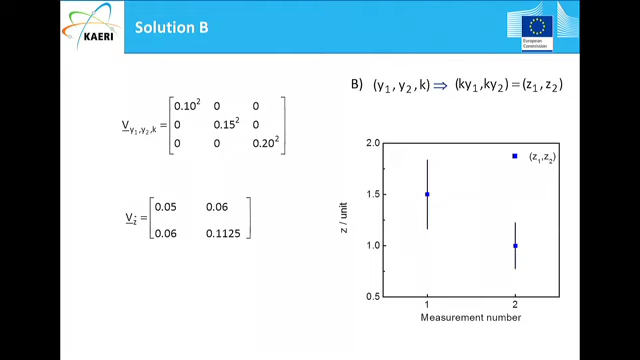 KAERI
Solution B
European
Commission
B) (y₁, y₂, k) ⇒ (ky₁, ky₂) = (z₁, z₂)
V y₁,y₂,k = [ 0.10² 0 0
0 0.15² 0
0 0 0.20² ]
V z⃗ = [ 0.05 0.06
0.06 0.1125 ]
2.0
(z₁,z₂)
1.5
z / unit
1.0
0.5
1 2
Measurement number